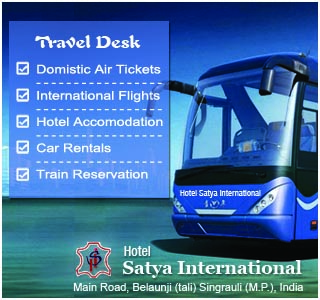 Travel Desk
Domistic Air Tickets
International Flights
Hotel Accomodation
Car Rentals
Train Reservation
Hotel Satya International
Hotel
Satya International
Main Road, Belaunji (tali) Singrauli (M.P.), India